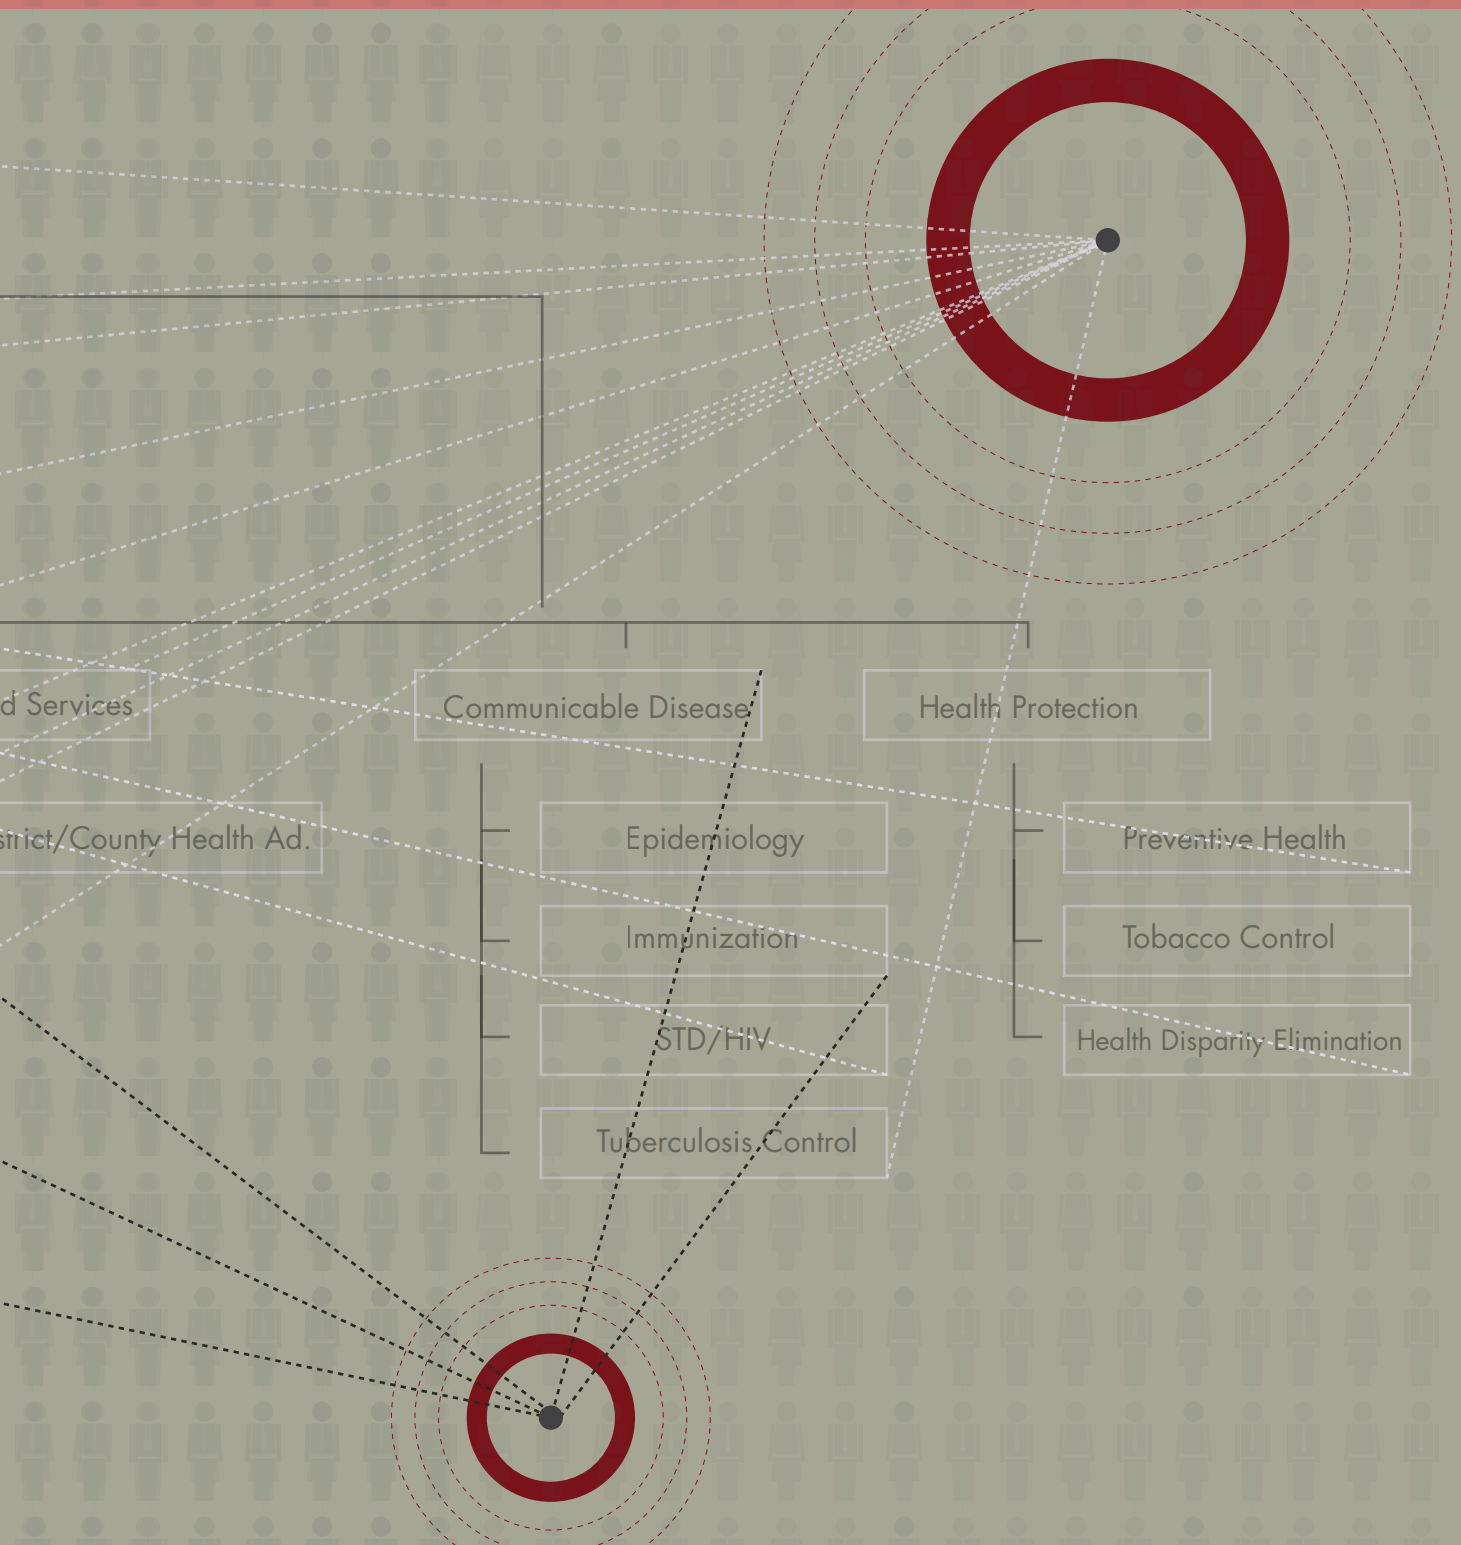 d Services
Communicable Disease
Health Protection
strict/County Health Ad.
Epidemiology
Preventive Health
Immunization
Tobacco Control
STD/HIV
Health Disparity Elimination
Tuberculosis Control